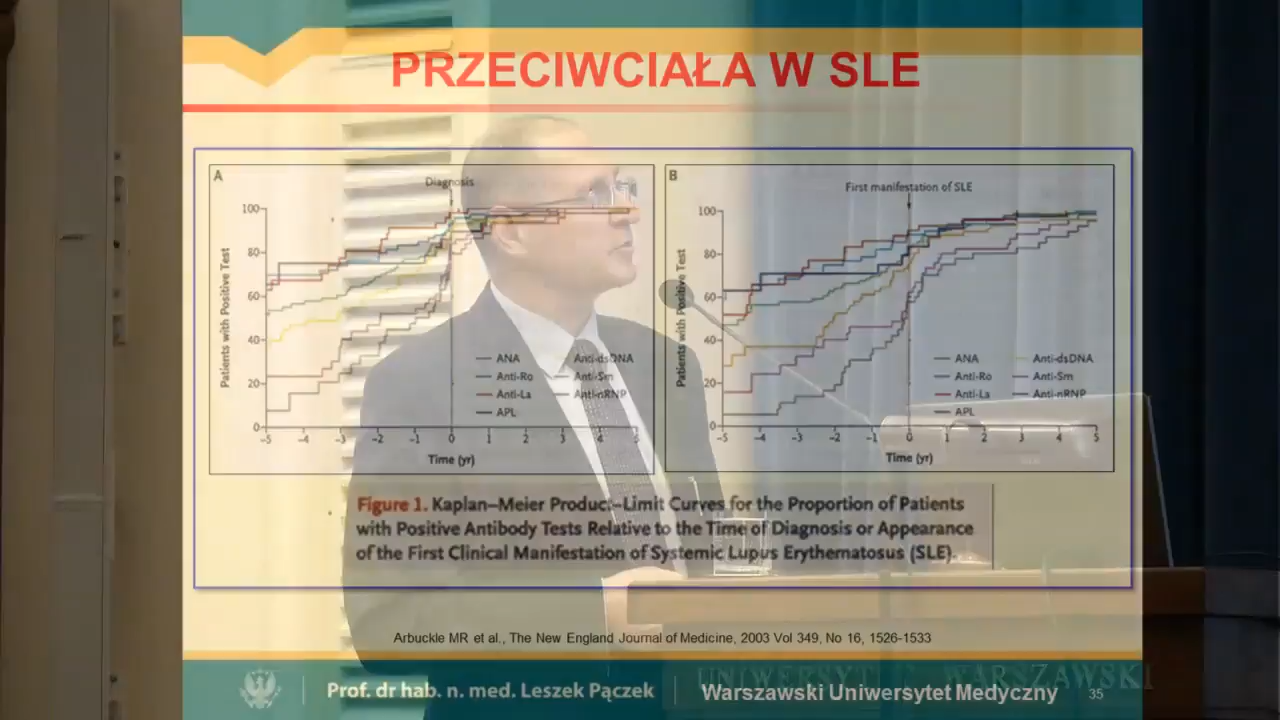 PRZECIWCIAŁA W SLE
A
Diagnosis
Patients with Positive Test
100
80
60
40
20
0
ANA
Anti-Ro
Anti-La
APL
Anti-dsDNA
Anti-Sm
Anti-nRNP
-5 -4 -3 -2 -1 0 1 2 3 4 5
Time (yr)
B
First manifestation of SLE
Patients with Positive Test
100
80
60
40
20
0
ANA
Anti-Ro
Anti-La
APL
Anti-dsDNA
Anti-Sm
Anti-nRNP
-5 -4 -3 -2 -1 0 1 2 3 4 5
Time (yr)
Figure 1. Kaplan–Meier Product–Limit Curves for the Proportion of Patients
with Positive Antibody Tests Relative to the Time of Diagnosis or Appearance
of the First Clinical Manifestation of Systemic Lupus Erythematosus (SLE).
Arbuckle MR et al., The New England Journal of Medicine, 2003 Vol 349, No 16, 1526-1533
Prof. dr hab. n. med. Leszek Pączek
Warszawski Uniwersytet Medyczny
35
WARSZAWSKI